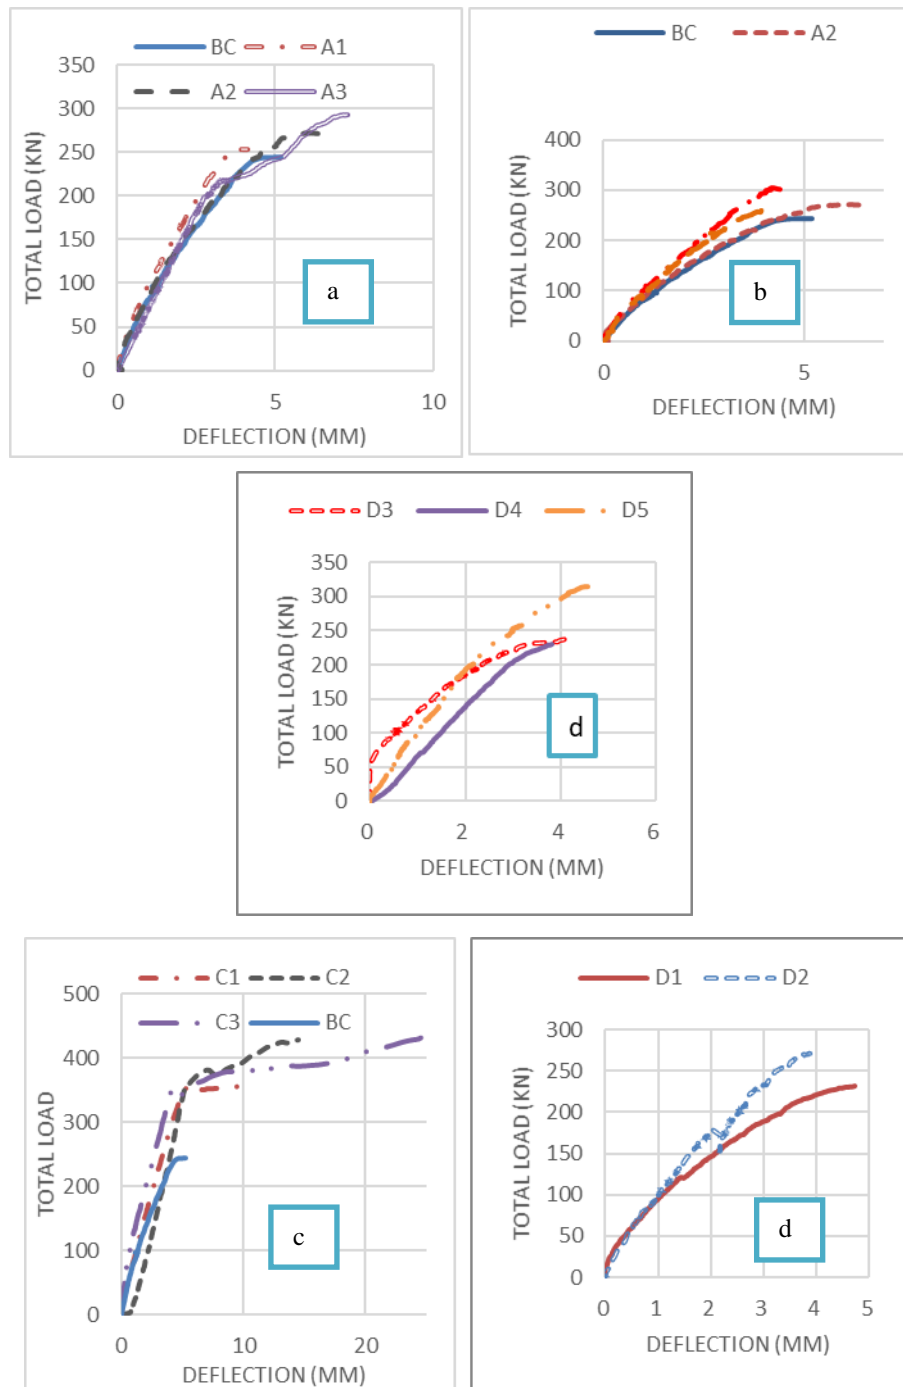 BC A1
A2 A3
350
300
250
200
150
100
50
0
0 5 10
TOTAL LOAD (KN)
DEFLECTION (MM)
a
BC A2
400
300
200
100
0
0 5
TOTAL LOAD (KN)
DEFLECTION (MM)
b
D3 D4 D5
350
300
250
200
150
100
50
0
0 2 4 6
TOTAL LOAD (KN)
DEFLECTION (MM)
d
C1 C2
C3 BC
500
400
300
200
100
0
0 10 20
TOTAL LOAD
DEFLECTION (MM)
c
D1 D2
300
250
200
150
100
50
0
0 1 2 3 4 5
TOTAL LOAD (KN)
DEFLECTION (MM)
d